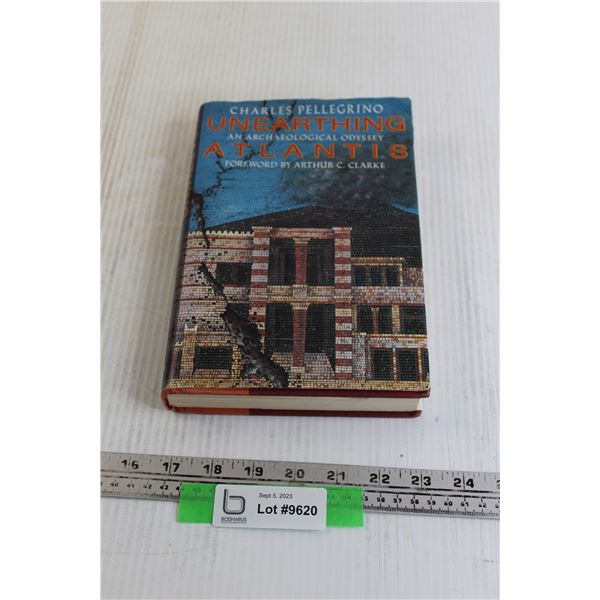 CHARLES PELLEGRINO
UNEARTHING
AN ARCHAEOLOGICAL ODYSSEY
ATLANTIS
FOREWORD BY ARTHUR C. CLARKE
16 17 18 19 20 21 22 23 24
Sept 5, 2023
Lot #9620
b
BODNARUS